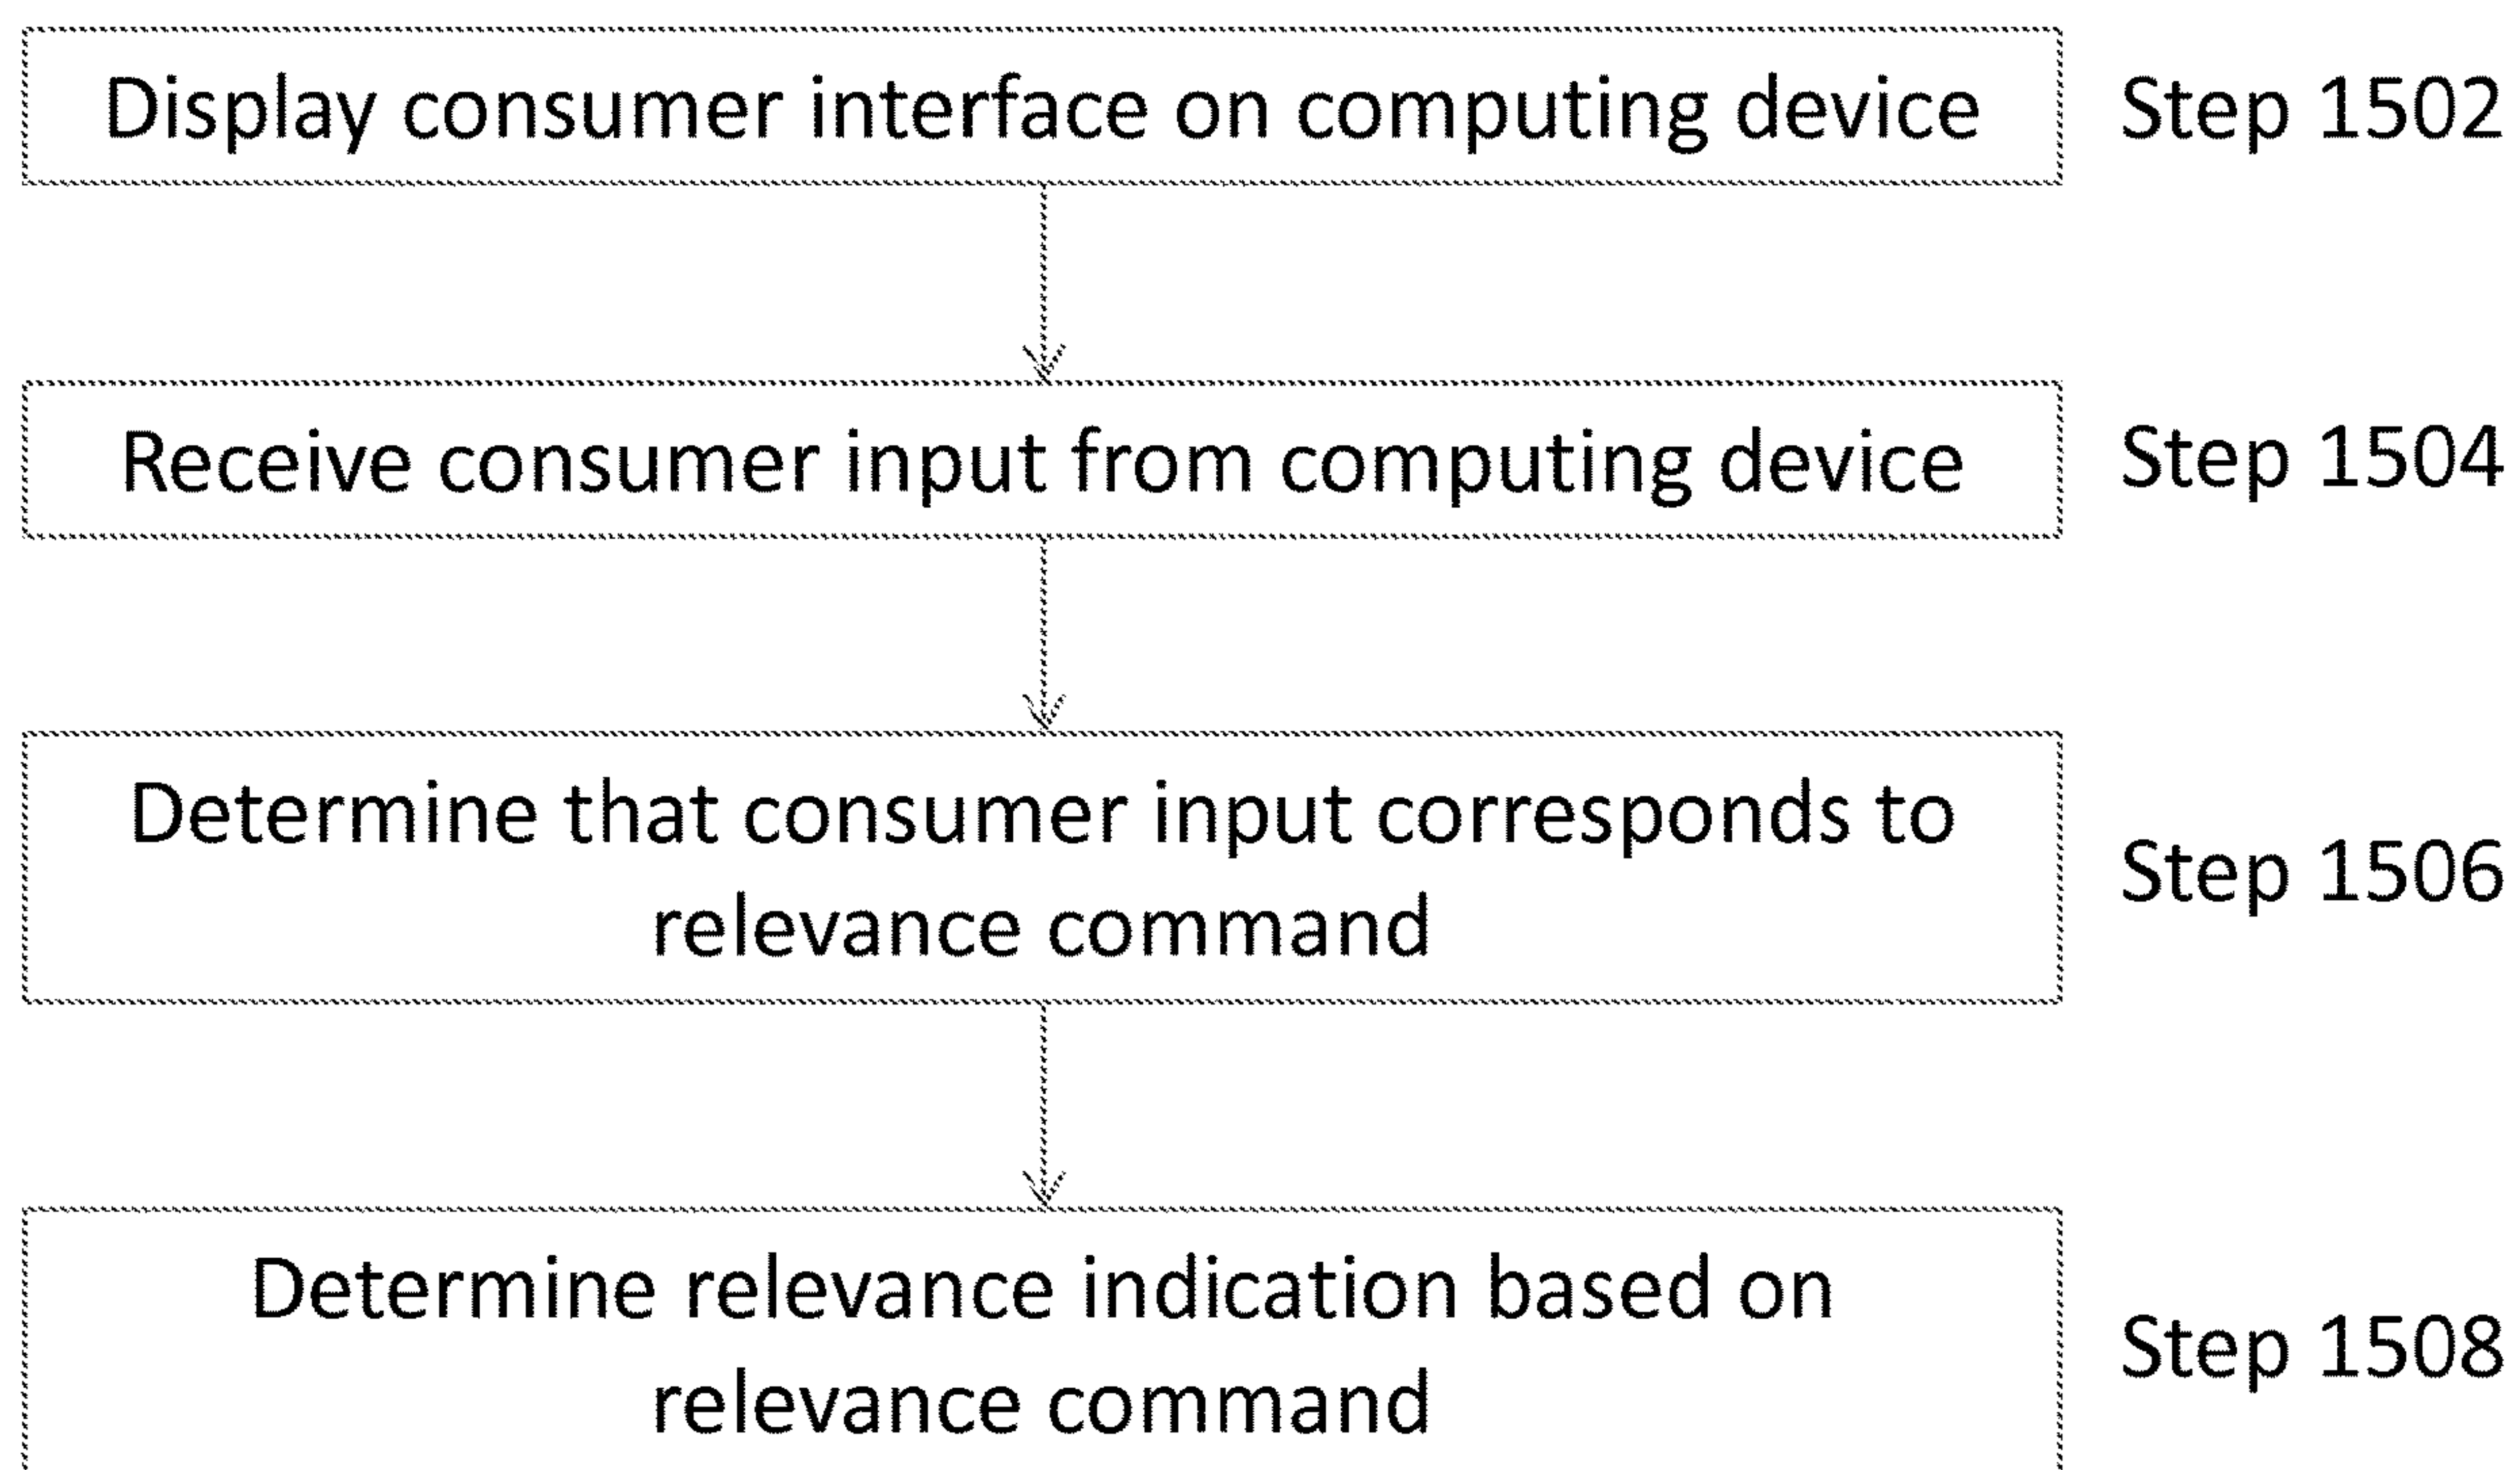 Display consumer interface on computing device
Step 1502
Receive consumer input from computing device
Step 1504
Determine that consumer input corresponds to
relevance command
Step 1506
Determine relevance indication based on
relevance command
Step 1508